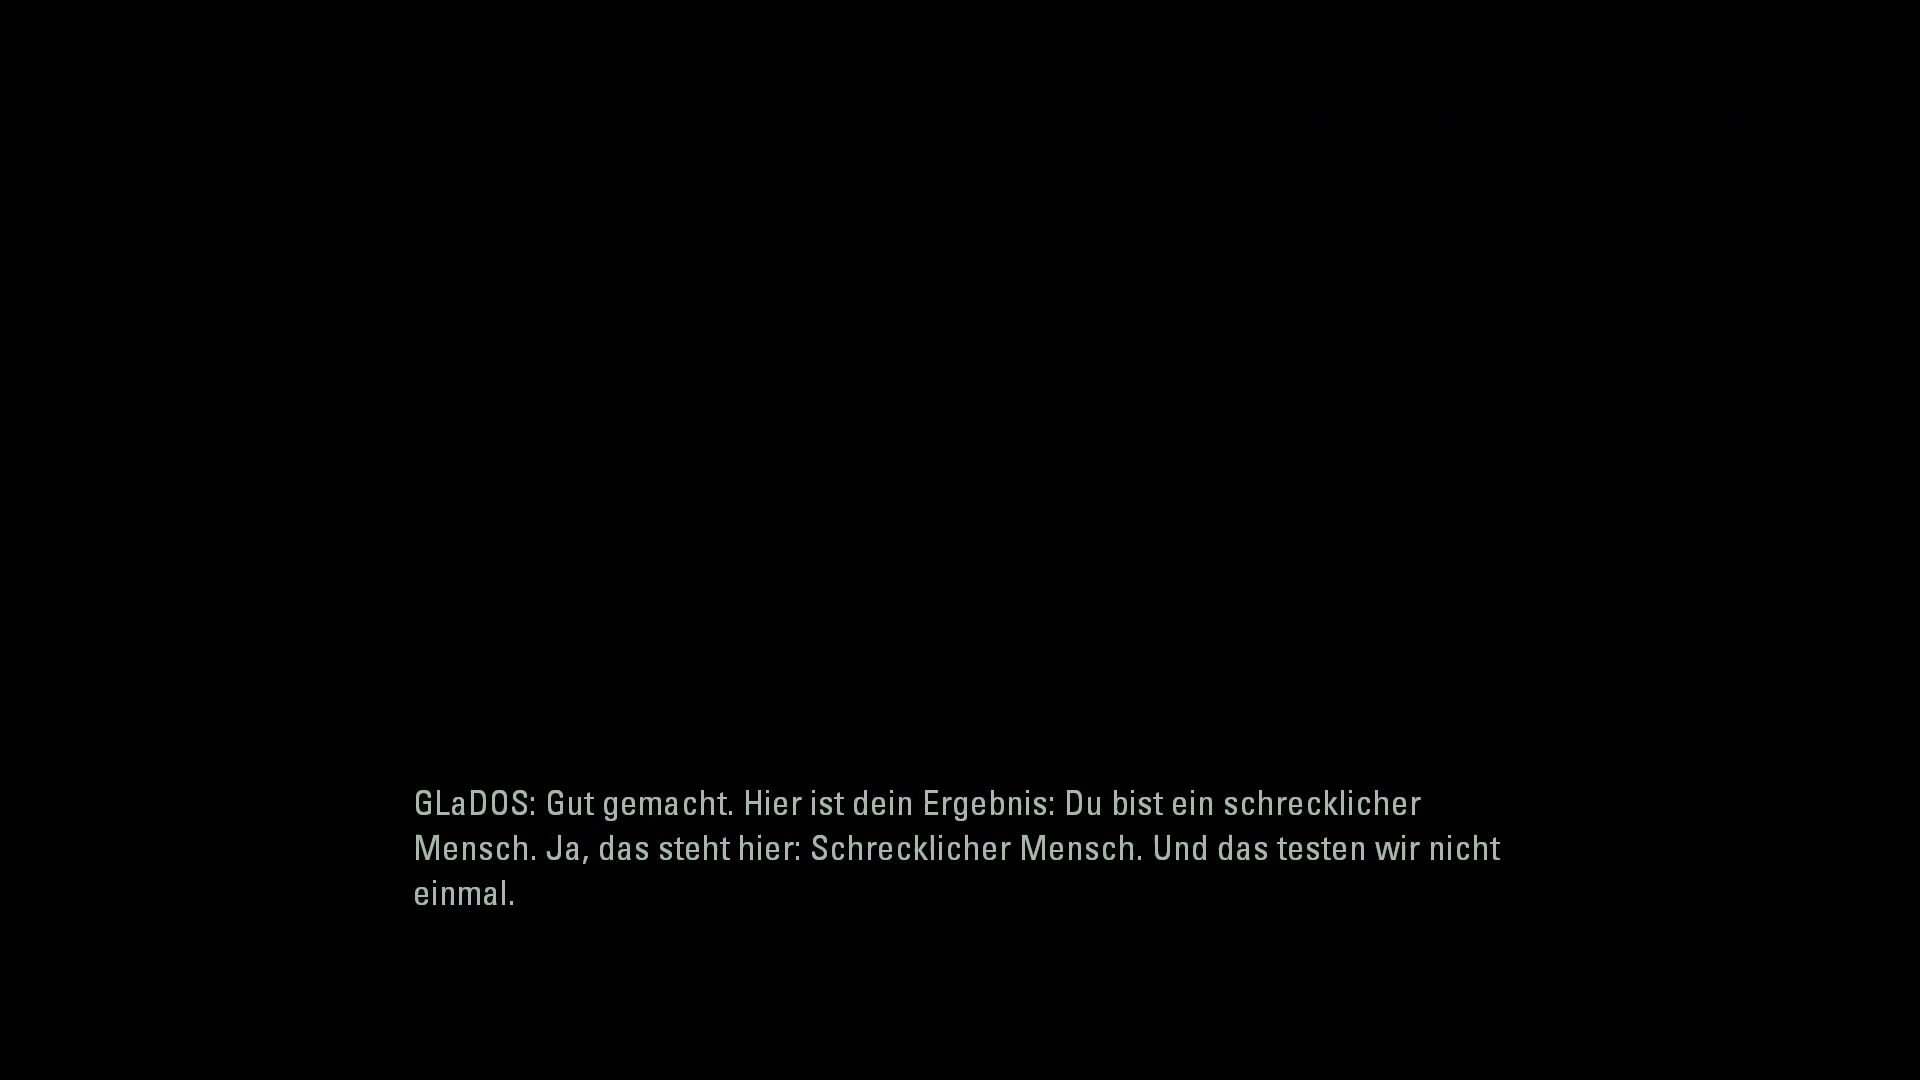 GLaDOS: Gut gemacht. Hier ist dein Ergebnis: Du bist ein schrecklicher
Mensch. Ja, das steht hier: Schrecklicher Mensch. Und das testen wir nicht
einmal.